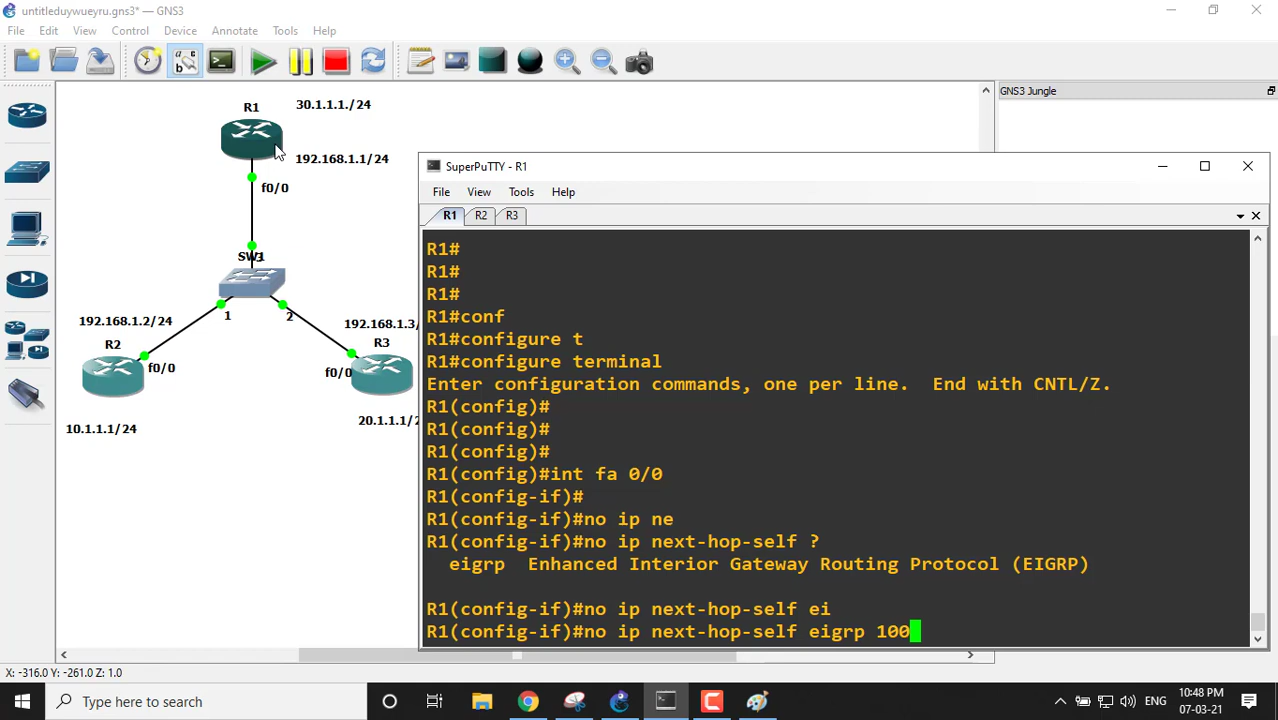 untitleduywueyru.gns3* — GNS3
File Edit View Control Device Annotate Tools Help
GNS3 Jungle
R1
30.1.1.1./24
192.168.1.1/24
f0/0
SW1
1
2
192.168.1.2/24
R2
f0/0
10.1.1.1/24
192.168.1.3/
R3
f0/0
20.1.1.1/2
SuperPuTTY - R1
File View Tools Help
R1 R2 R3
R1#
R1#
R1#
R1#conf
R1#configure t
R1#configure terminal
Enter configuration commands, one per line.  End with CNTL/Z.
R1(config)#
R1(config)#
R1(config)#
R1(config)#int fa 0/0
R1(config-if)#
R1(config-if)#no ip ne
R1(config-if)#no ip next-hop-self ?
  eigrp  Enhanced Interior Gateway Routing Protocol (EIGRP)
R1(config-if)#no ip next-hop-self ei
R1(config-if)#no ip next-hop-self eigrp 100
X: -316.0 Y: -261.0 Z: 1.0
Type here to search
ENG
10:48 PM
07-03-21